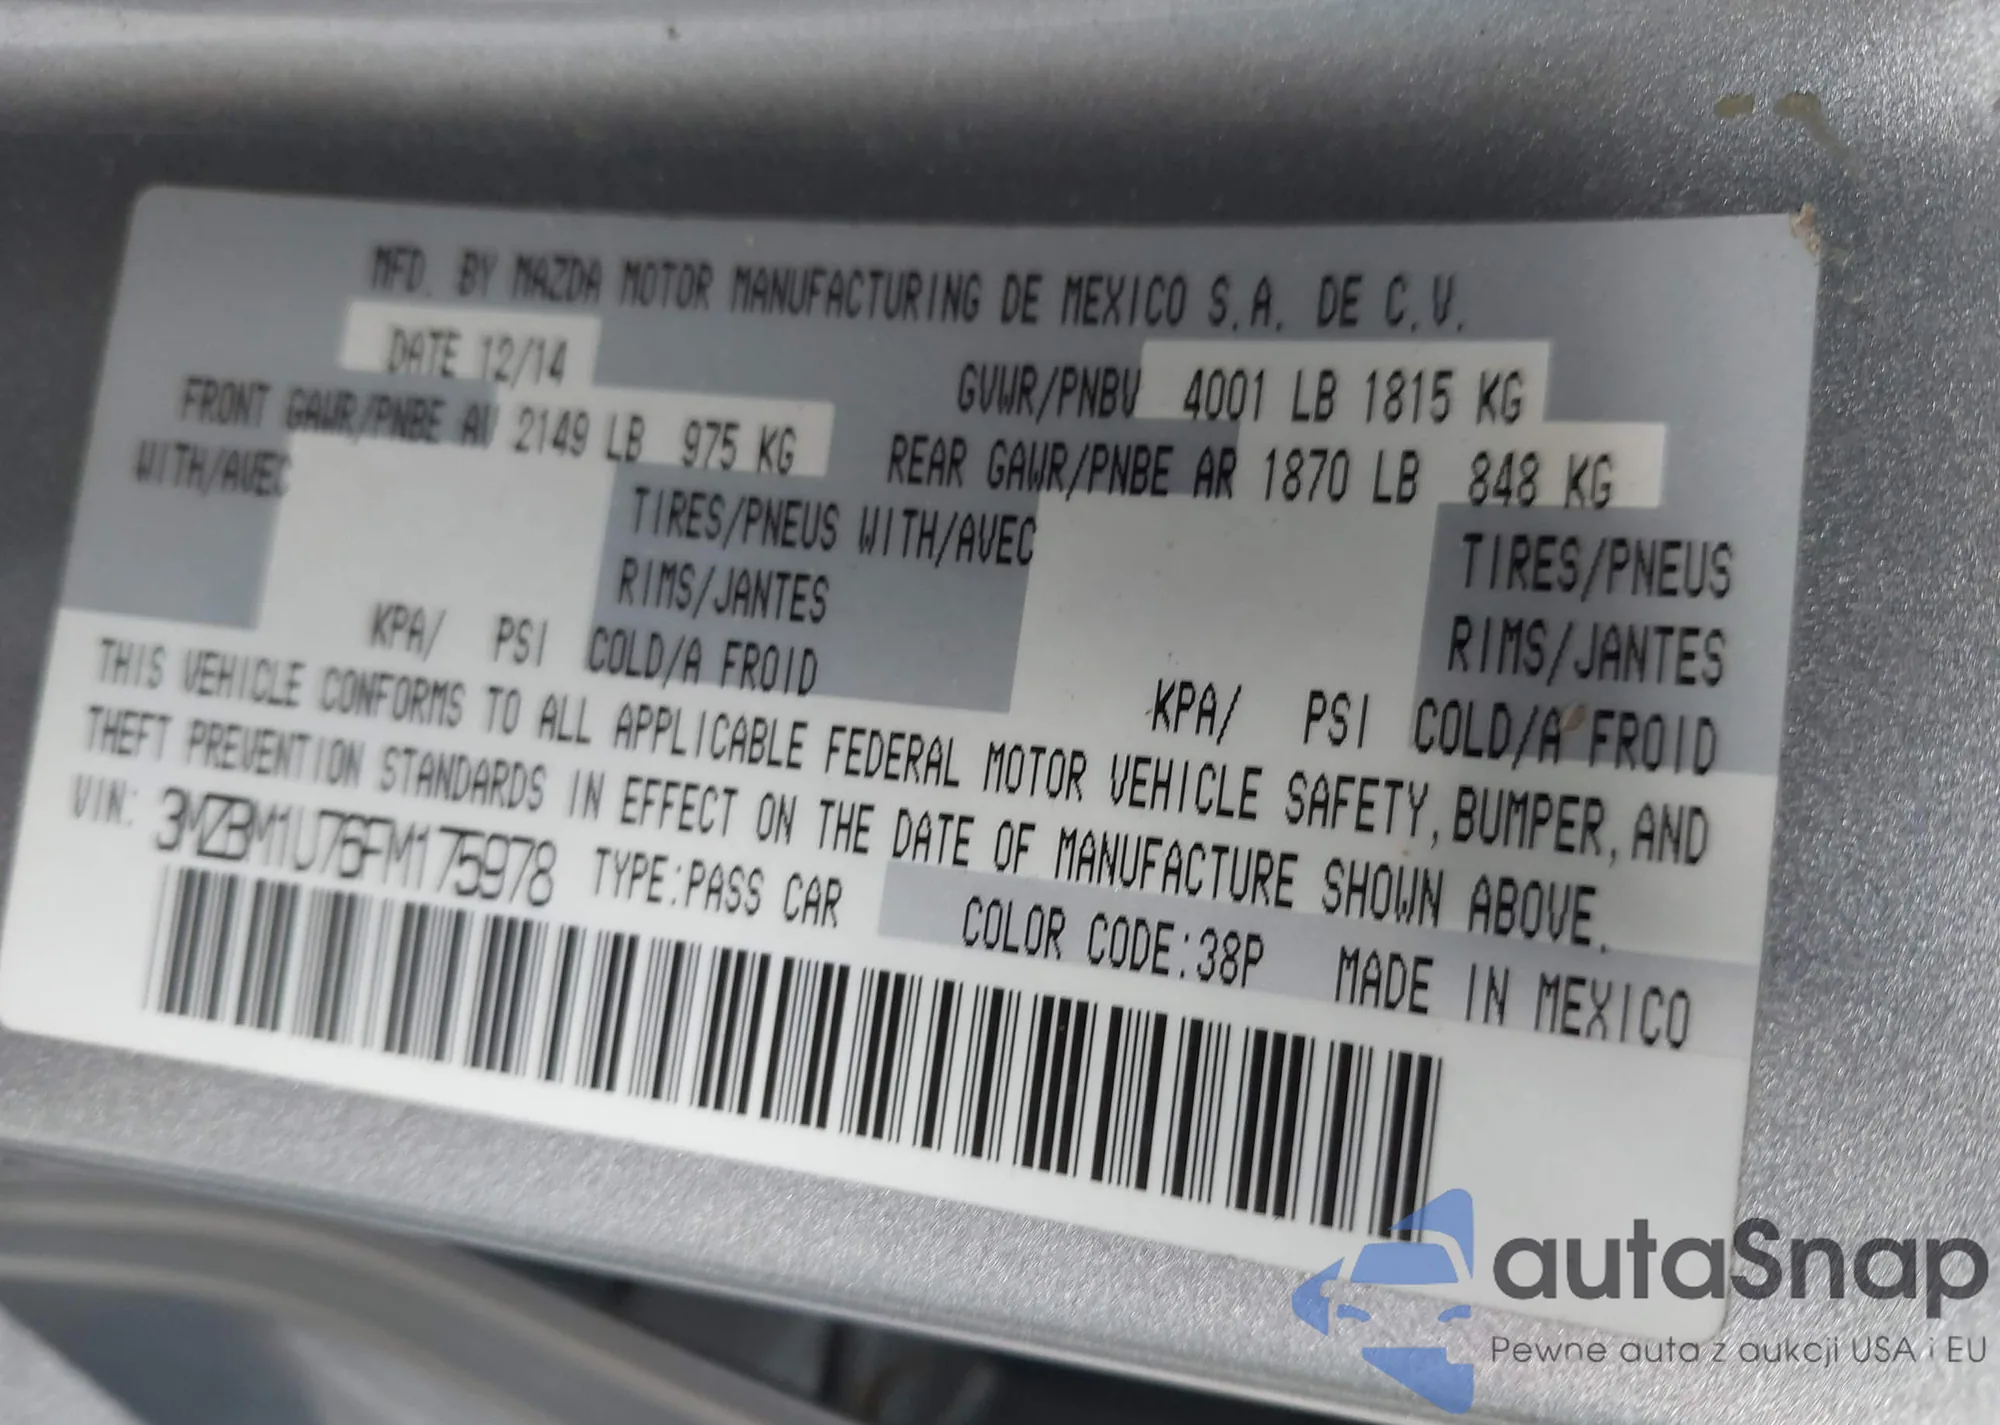 MFD. BY MAZDA MOTOR MANUFACTURING DE MEXICO S.A. DE C.V.
DATE 12/14 GVWR/PNBV 4001 LB 1815 KG
FRONT GAWR/PNBE AV 2149 LB 975 KG REAR GAWR/PNBE AR 1870 LB 848 KG
WITH/AVEC TIRES/PNEUS WITH/AVEC TIRES/PNEUS
RIMS/JANTES RIMS/JANTES
KPA/ PSI COLD/A FROID KPA/ PSI COLD/A FROID
THIS VEHICLE CONFORMS TO ALL APPLICABLE FEDERAL MOTOR VEHICLE SAFETY, BUMPER, AND
THEFT PREVENTION STANDARDS IN EFFECT ON THE DATE OF MANUFACTURE SHOWN ABOVE.
VIN: 3MZBM1U76FM175978 TYPE:PASS CAR COLOR CODE:38P MADE IN MEXICO
autaSnap
Pewne auta z aukcji USA i EU